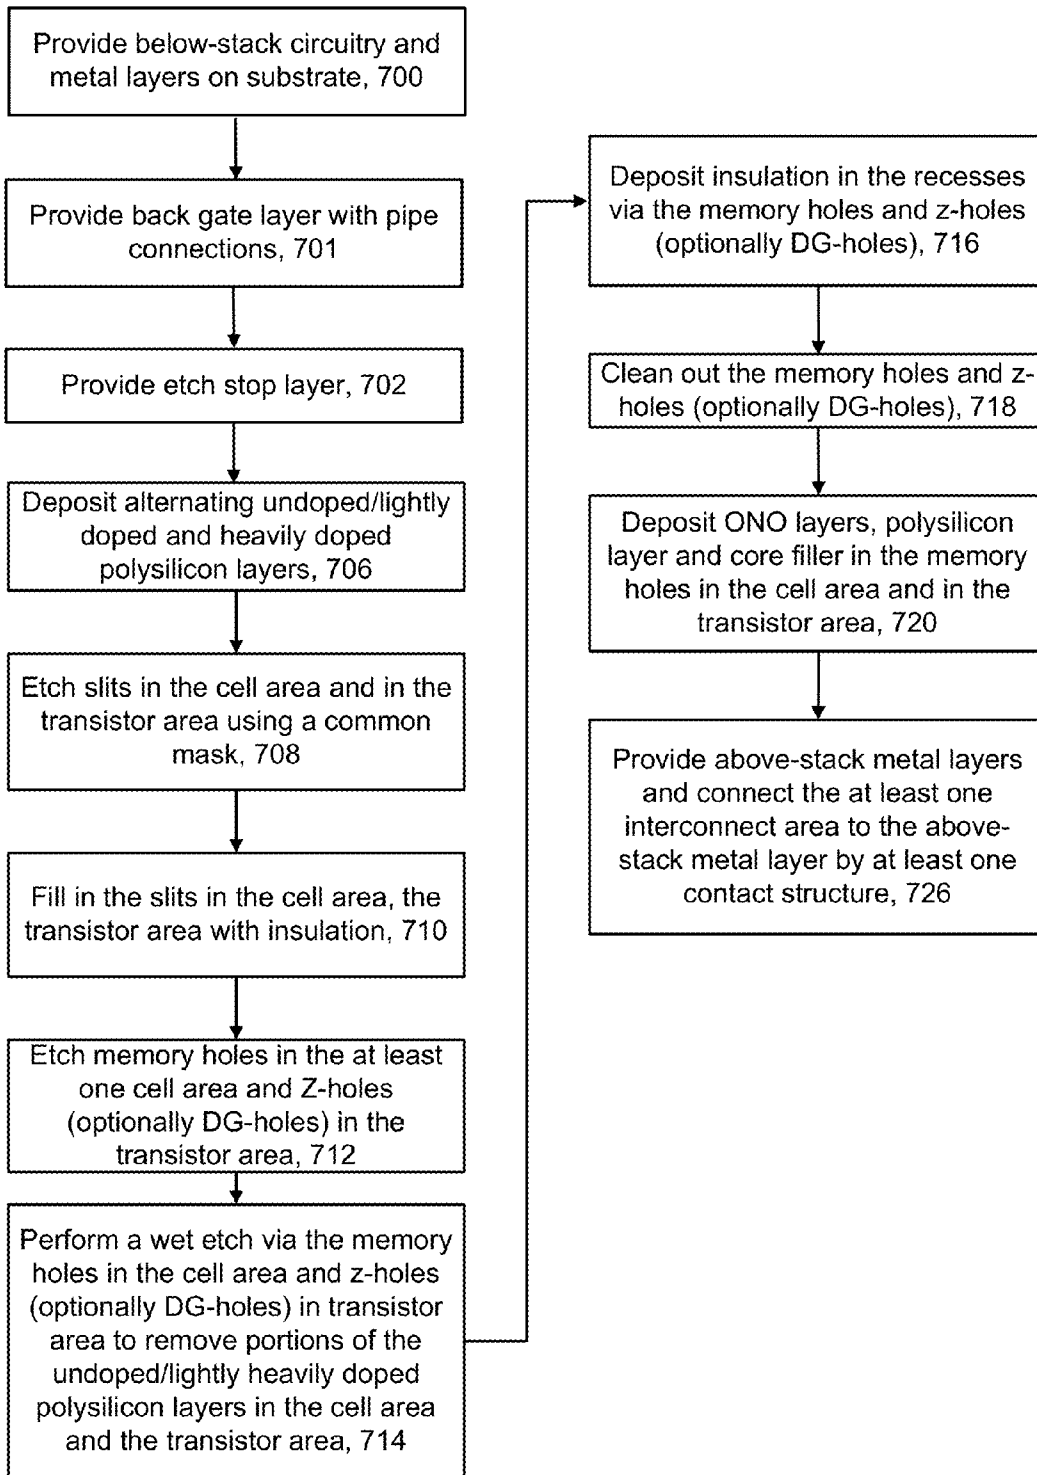 Provide below-stack circuitry and
metal layers on substrate, 700
Provide back gate layer with pipe
connections, 701
Provide etch stop layer, 702
Deposit alternating undoped/lightly
doped and heavily doped
polysilicon layers, 706
Etch slits in the cell area and in the
transistor area using a common
mask, 708
Fill in the slits in the cell area, the
transistor area with insulation, 710
Etch memory holes in the at least
one cell area and Z-holes
(optionally DG-holes) in the
transistor area, 712
Perform a wet etch via the memory
holes in the cell area and z-holes
(optionally DG-holes) in transistor
area to remove portions of the
undoped/lightly heavily doped
polysilicon layers in the cell area
and the transistor area, 714
Deposit insulation in the recesses
via the memory holes and z-holes
(optionally DG-holes), 716
Clean out the memory holes and z-
holes (optionally DG-holes), 718
Deposit ONO layers, polysilicon
layer and core filler in the memory
holes in the cell area and in the
transistor area, 720
Provide above-stack metal layers
and connect the at least one
interconnect area to the above-
stack metal layer by at least one
contact structure, 726